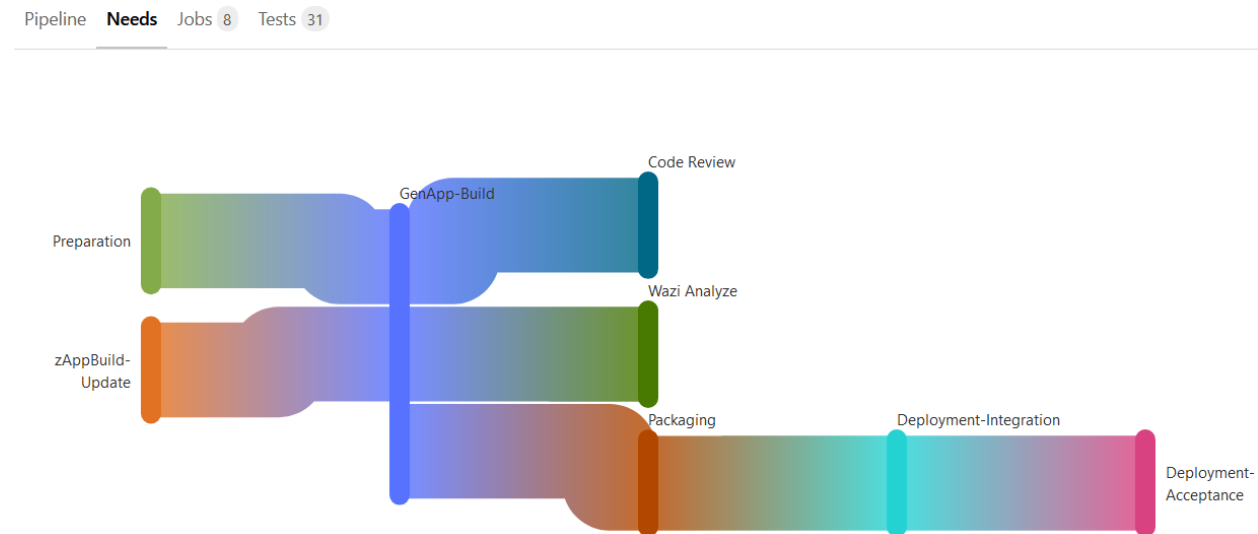 Pipeline Needs Jobs 8 Tests 31
Code Review
GenApp-Build
Preparation
Wazi Analyze
zAppBuild-
Update
Packaging
Deployment-Integration
Deployment-
Acceptance